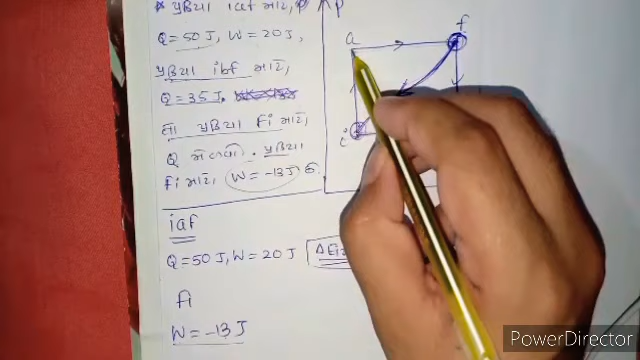 * પ્રક્રિયા iaf માટે,
Q = 50 J, W = 20 J,
પ્રક્રિયા ibf માટે,
Q = 35 J.
તો પ્રક્રિયા fi માટે
Q મેળવો. પ્રક્રિયા
fi માટે, W = -13 J છે.
P
a
f
i
iaf
Q = 50 J, W = 20 J
fi
W = -13 J
PowerDirector